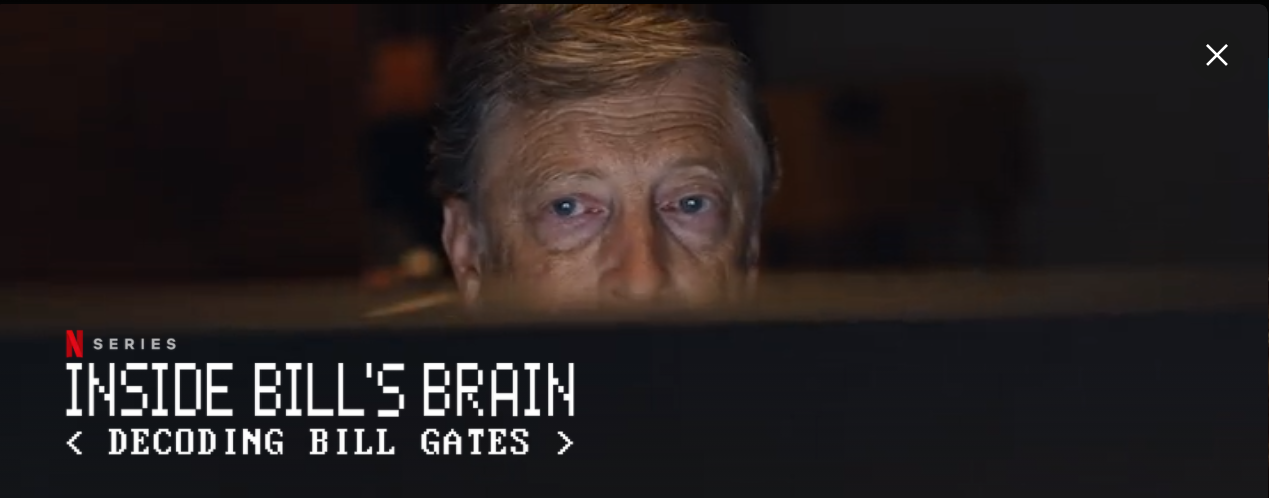 N SERIES
INSIDE BILL'S BRAIN
< DECODING BILL GATES >